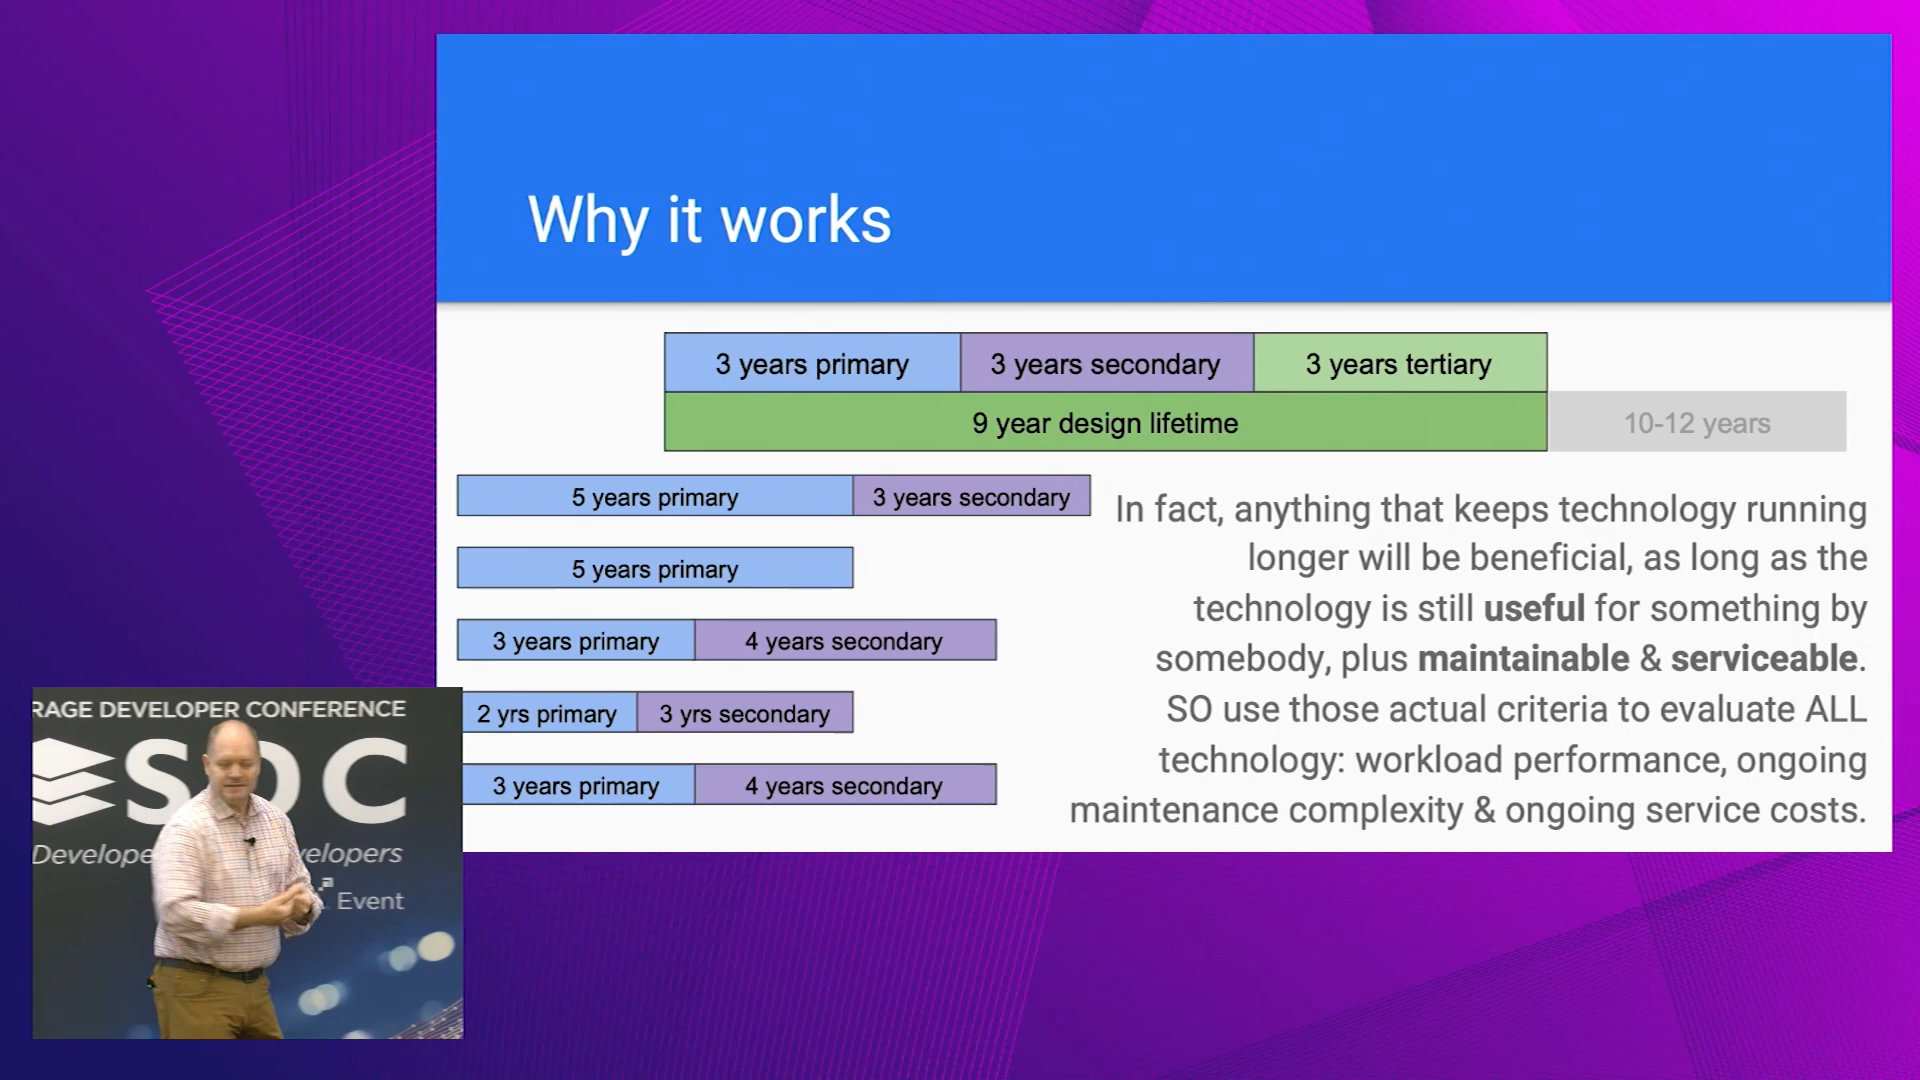 Why it works
3 years primary 3 years secondary 3 years tertiary
9 year design lifetime 10-12 years
5 years primary 3 years secondary
5 years primary
3 years primary 4 years secondary
2 yrs primary 3 yrs secondary
3 years primary 4 years secondary
In fact, anything that keeps technology running
longer will be beneficial, as long as the
technology is still useful for something by
somebody, plus maintainable & serviceable.
SO use those actual criteria to evaluate ALL
technology: workload performance, ongoing
maintenance complexity & ongoing service costs.
RAGE DEVELOPER CONFERENCE
SDC
Event